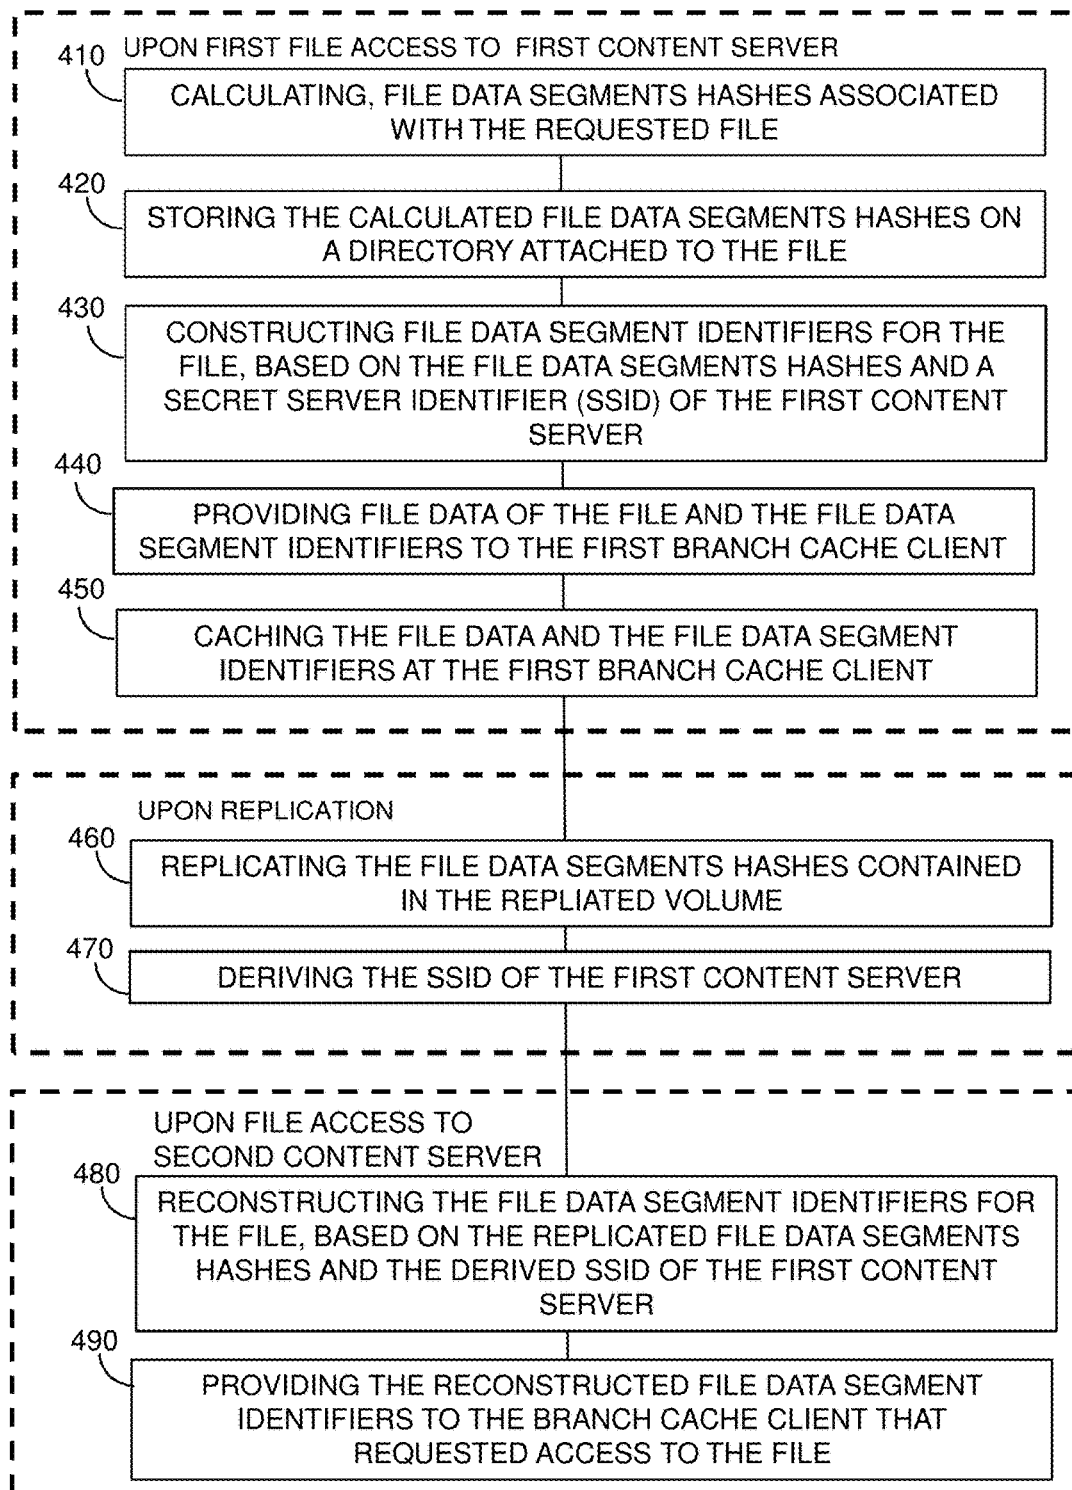 UPON FIRST FILE ACCESS TO FIRST CONTENT SERVER
410
CALCULATING, FILE DATA SEGMENTS HASHES ASSOCIATED
WITH THE REQUESTED FILE
420
STORING THE CALCULATED FILE DATA SEGMENTS HASHES ON
A DIRECTORY ATTACHED TO THE FILE
430
CONSTRUCTING FILE DATA SEGMENT IDENTIFIERS FOR THE
FILE, BASED ON THE FILE DATA SEGMENTS HASHES AND A
SECRET SERVER IDENTIFIER (SSID) OF THE FIRST CONTENT
SERVER
440
PROVIDING FILE DATA OF THE FILE AND THE FILE DATA
SEGMENT IDENTIFIERS TO THE FIRST BRANCH CACHE CLIENT
450
CACHING THE FILE DATA AND THE FILE DATA SEGMENT
IDENTIFIERS AT THE FIRST BRANCH CACHE CLIENT
UPON REPLICATION
460
REPLICATING THE FILE DATA SEGMENTS HASHES CONTAINED
IN THE REPLIATED VOLUME
470
DERIVING THE SSID OF THE FIRST CONTENT SERVER
UPON FILE ACCESS TO
SECOND CONTENT SERVER
480
RECONSTRUCTING THE FILE DATA SEGMENT IDENTIFIERS FOR
THE FILE, BASED ON THE REPLICATED FILE DATA SEGMENTS
HASHES AND THE DERIVED SSID OF THE FIRST CONTENT
SERVER
490
PROVIDING THE RECONSTRUCTED FILE DATA SEGMENT
IDENTIFIERS TO THE BRANCH CACHE CLIENT THAT
REQUESTED ACCESS TO THE FILE